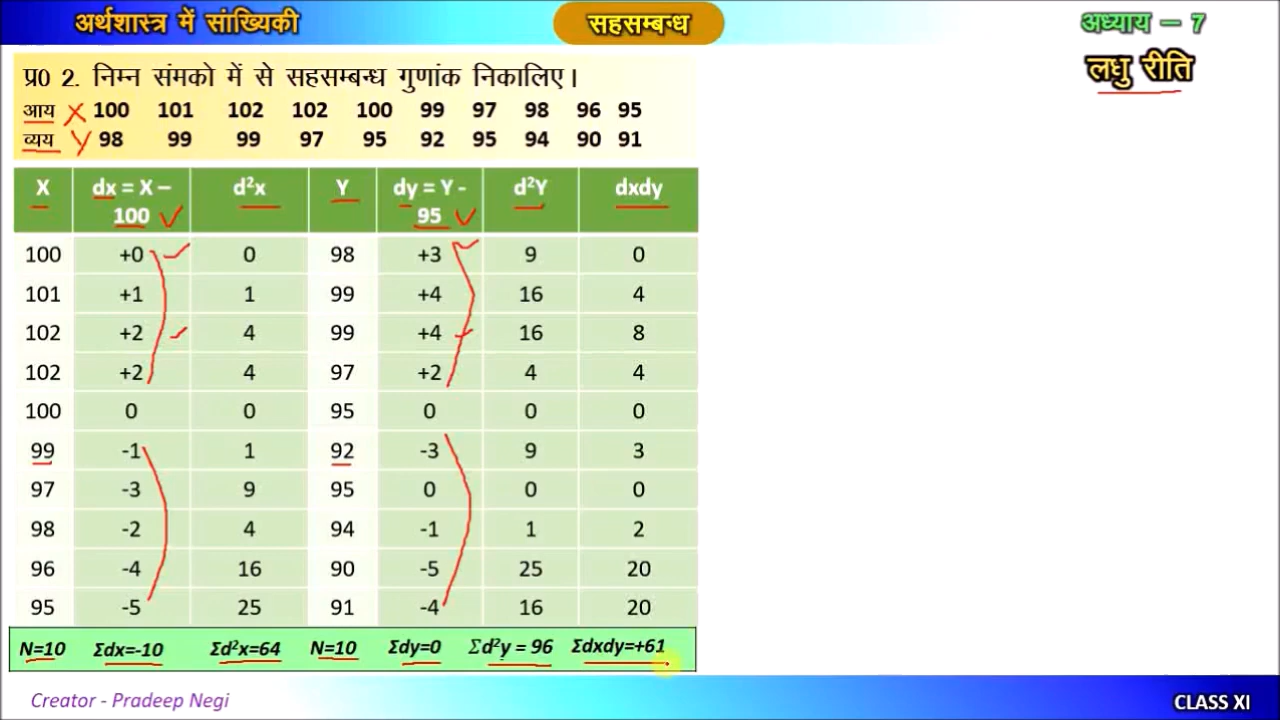 अर्थशास्त्र में सांख्यिकी
सहसम्बन्ध
अध्याय – 7
लधु रीति
प्र0 2. निम्न संमको में से सहसम्बन्ध गुणांक निकालिए।
आय X 100 101 102 102 100 99 97 98 96 95
व्यय Y 98 99 99 97 95 92 95 94 90 91
X dx = X – 100 d²x Y dy = Y - 95 d²Y dxdy
100 +0 0 98 +3 9 0
101 +1 1 99 +4 16 4
102 +2 4 99 +4 16 8
102 +2 4 97 +2 4 4
100 0 0 95 0 0 0
99 -1 1 92 -3 9 3
97 -3 9 95 0 0 0
98 -2 4 94 -1 1 2
96 -4 16 90 -5 25 20
95 -5 25 91 -4 16 20
N=10 Σdx=-10 Σd²x=64 N=10 Σdy=0 Σd²y = 96 Σdxdy=+61
Creator - Pradeep Negi
CLASS XI